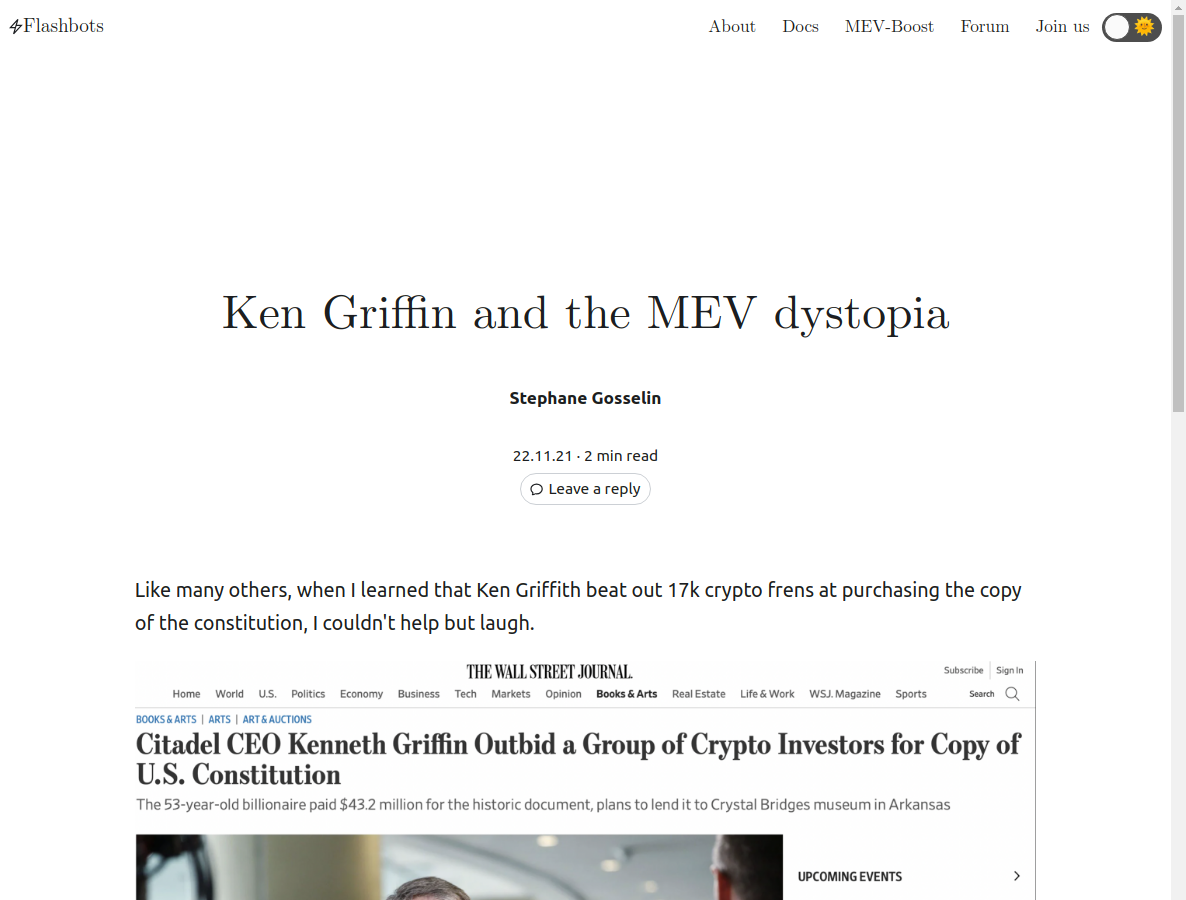 Flashbots
About Docs MEV-Boost Forum Join us
Ken Griffin and the MEV dystopia
Stephane Gosselin
22.11.21 · 2 min read
Leave a reply
Like many others, when I learned that Ken Griffith beat out 17k crypto frens at purchasing the copy
of the constitution, I couldn't help but laugh.
THE WALL STREET JOURNAL.
Subscribe | Sign In
Home World U.S. Politics Economy Business Tech Markets Opinion Books & Arts Real Estate Life & Work WSJ. Magazine Sports Search
BOOKS & ARTS | ARTS | ART & AUCTIONS
Citadel CEO Kenneth Griffin Outbid a Group of Crypto Investors for Copy of
U.S. Constitution
The 53-year-old billionaire paid $43.2 million for the historic document, plans to lend it to Crystal Bridges museum in Arkansas
UPCOMING EVENTS